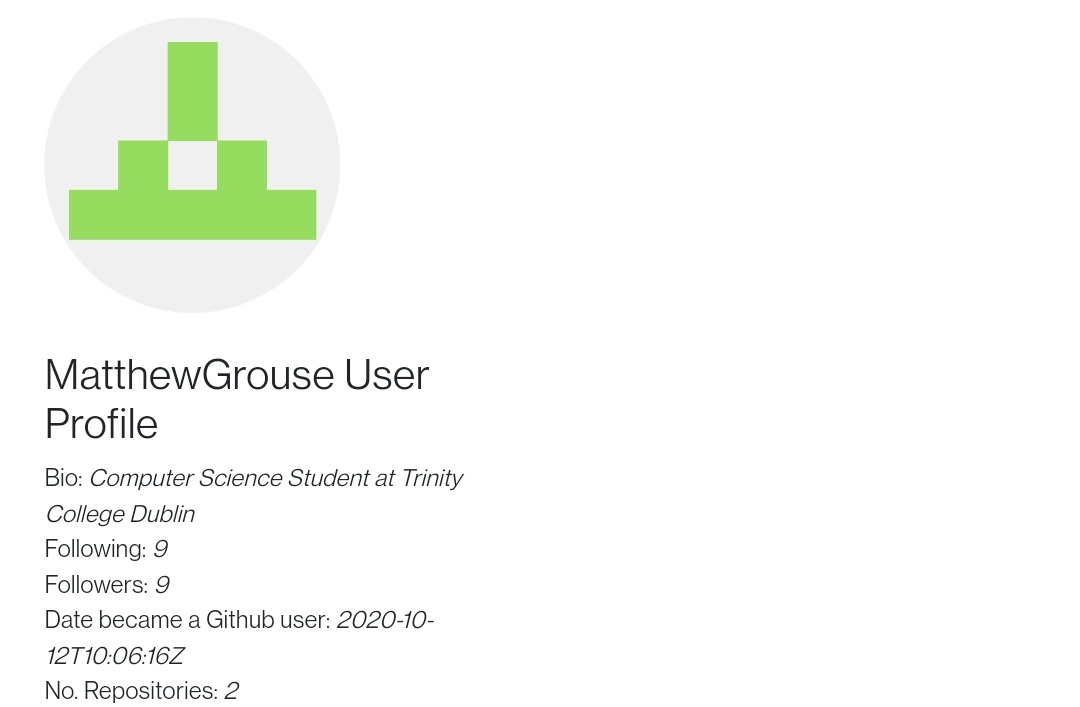 MatthewGrouse User
Profile
Bio: Computer Science Student at Trinity
College Dublin
Following: 9
Followers: 9
Date became a Github user: 2020-10-
12T10:06:16Z
No. Repositories: 2